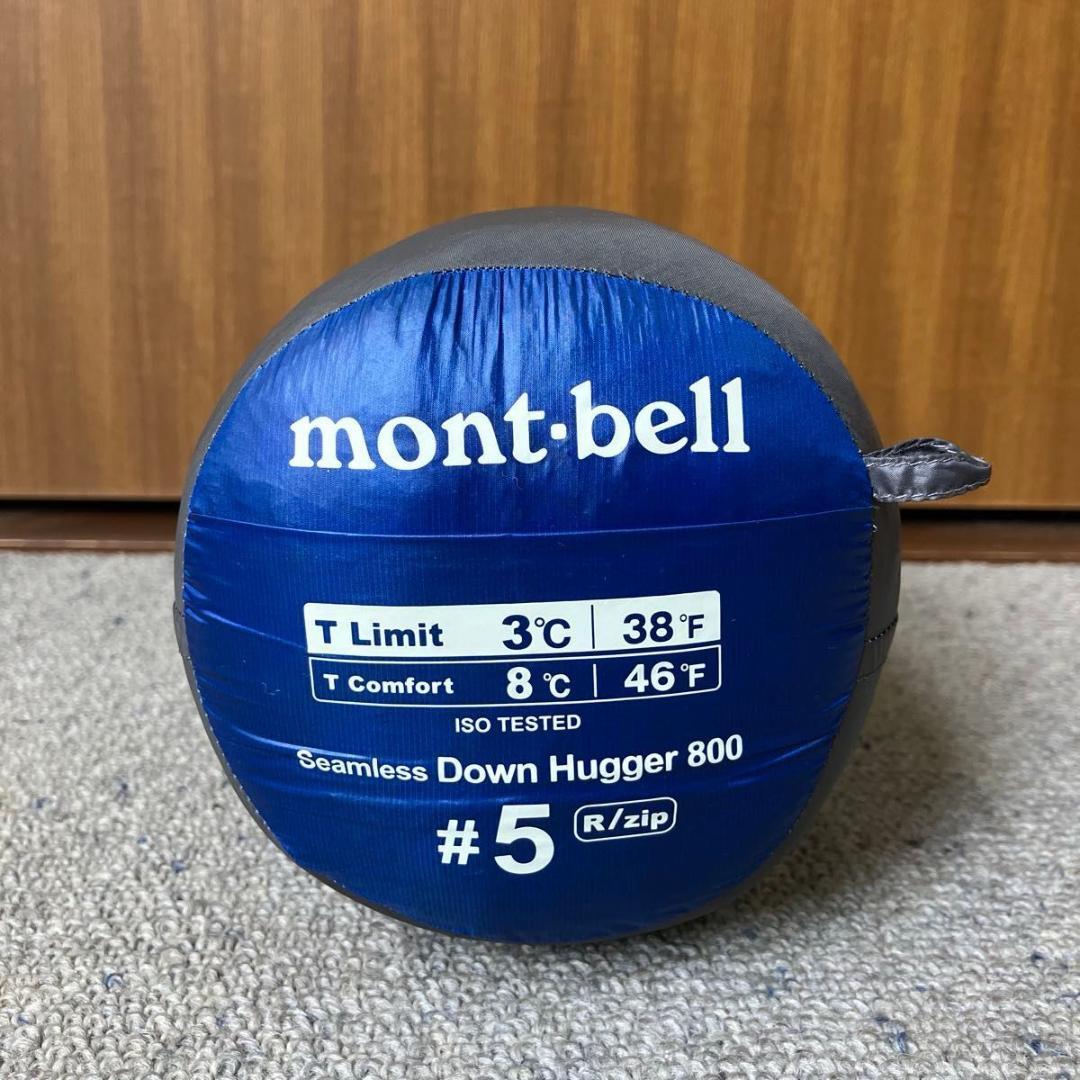 mont·bell
T Limit 3℃ | 38℉
T Comfort 8℃ | 46℉
ISO TESTED
Seamless Down Hugger 800
#5 R/zip